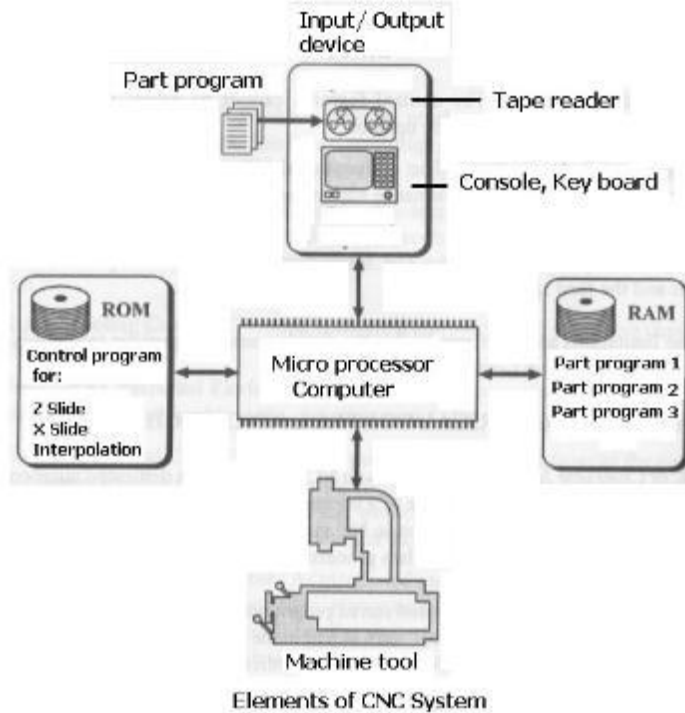 Input/ Output
device
Part program
Tape reader
Console, Key board
ROM
Control program
for:
Z Slide
X Slide
Interpolation
Micro processor
Computer
RAM
Part program 1
Part program 2
Part program 3
Machine tool
Elements of CNC System